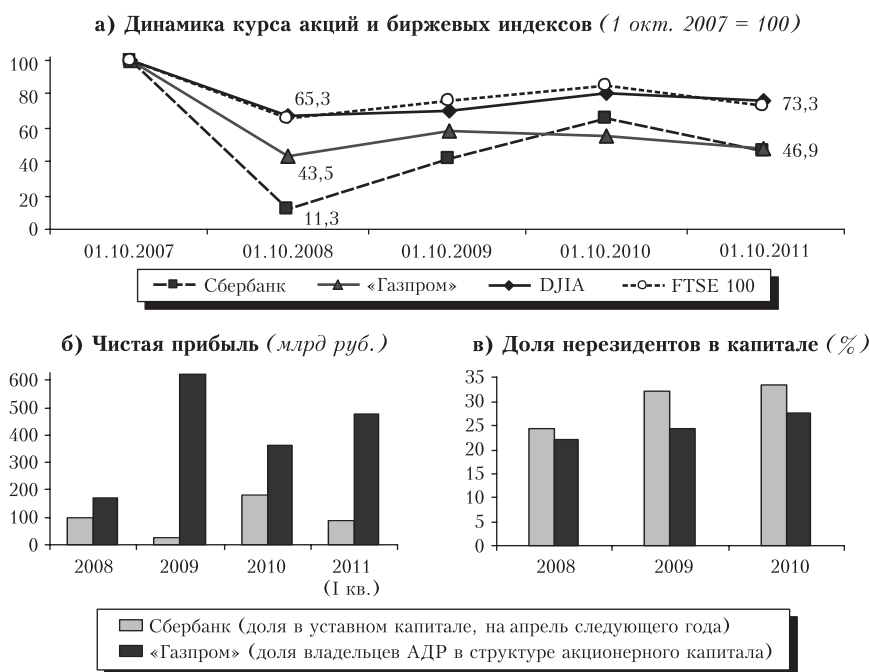 а) Динамика курса акций и биржевых индексов (1 окт. 2007 = 100)
100
80
60
40
20
0
65,3
43,5
11,3
73,3
46,9
01.10.2007 01.10.2008 01.10.2009 01.10.2010 01.10.2011
Сбербанк «Газпром» DJIA FTSE 100
б) Чистая прибыль (млрд руб.)
600
500
400
300
200
100
0
2008 2009 2010 2011
(I кв.)
в) Доля нерезидентов в капитале (%)
35
30
25
20
15
10
5
0
2008 2009 2010
Сбербанк (доля в уставном капитале, на апрель следующего года)
«Газпром» (доля владельцев АДР в структуре акционерного капитала)